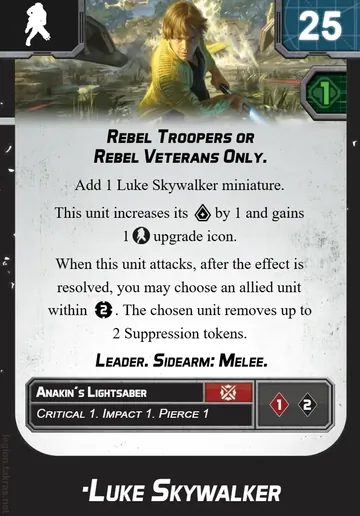 25
1
Rebel Troopers or
Rebel Veterans Only.
Add 1 Luke Skywalker miniature.
This unit increases its by 1 and gains
1 upgrade icon.
When this unit attacks, after the effect is
resolved, you may choose an allied unit
within 2. The chosen unit removes up to
2 Suppression tokens.
Leader. Sidearm: Melee.
Anakin´s Lightsaber
Critical 1. Impact 1. Pierce 1
1 2
•Luke Skywalker
legion.takras.net